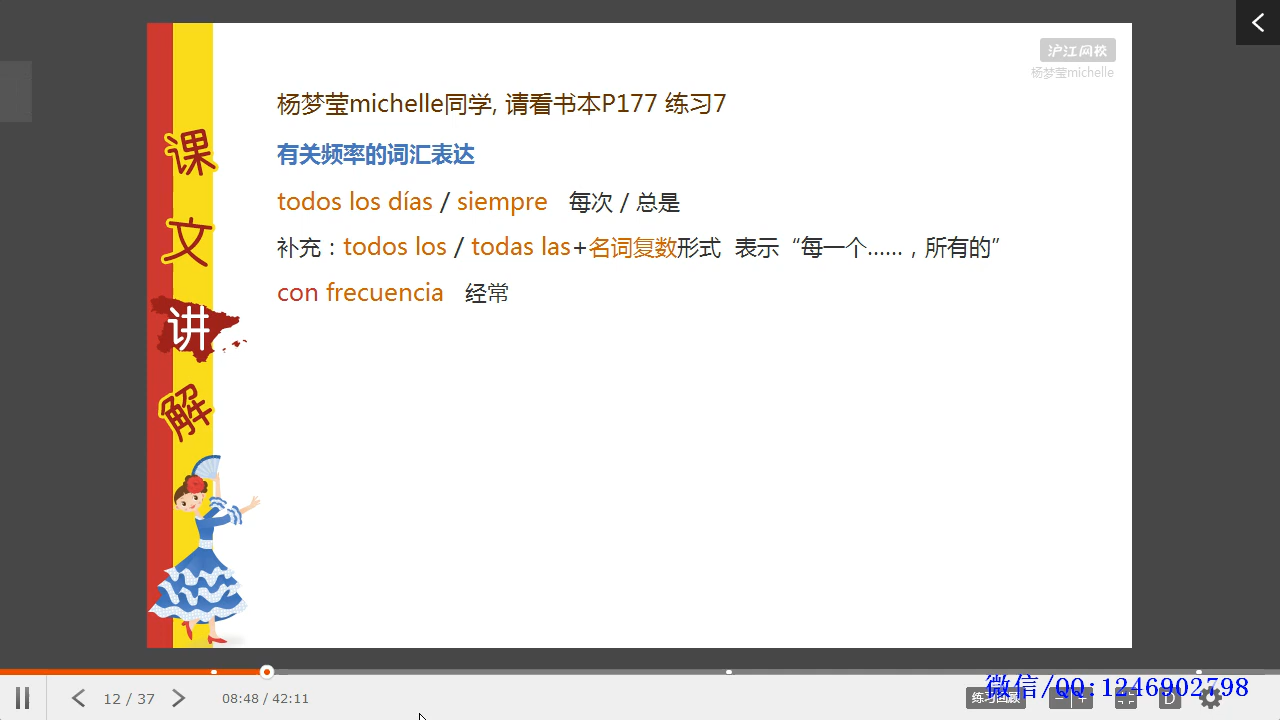 沪江网校
杨梦莹michelle
杨梦莹michelle同学, 请看书本P177 练习7
有关频率的词汇表达
todos los días / siempre 每次 / 总是
补充：todos los / todas las+名词复数形式 表示“每一个……，所有的”
con frecuencia 经常
课文讲解
12 / 37
08:48 / 42:11
练习回顾
D
微信/QQ:1246902798